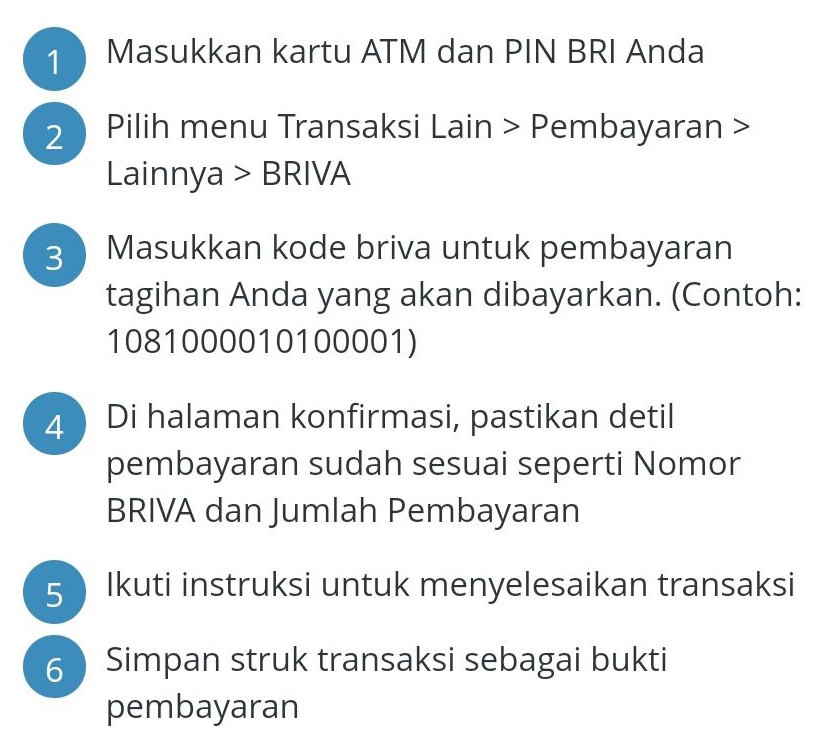 1 Masukkan kartu ATM dan PIN BRI Anda
2 Pilih menu Transaksi Lain > Pembayaran >
Lainnya > BRIVA
3 Masukkan kode briva untuk pembayaran
tagihan Anda yang akan dibayarkan. (Contoh:
1081000010100001)
4 Di halaman konfirmasi, pastikan detil
pembayaran sudah sesuai seperti Nomor
BRIVA dan Jumlah Pembayaran
5 Ikuti instruksi untuk menyelesaikan transaksi
6 Simpan struk transaksi sebagai bukti
pembayaran